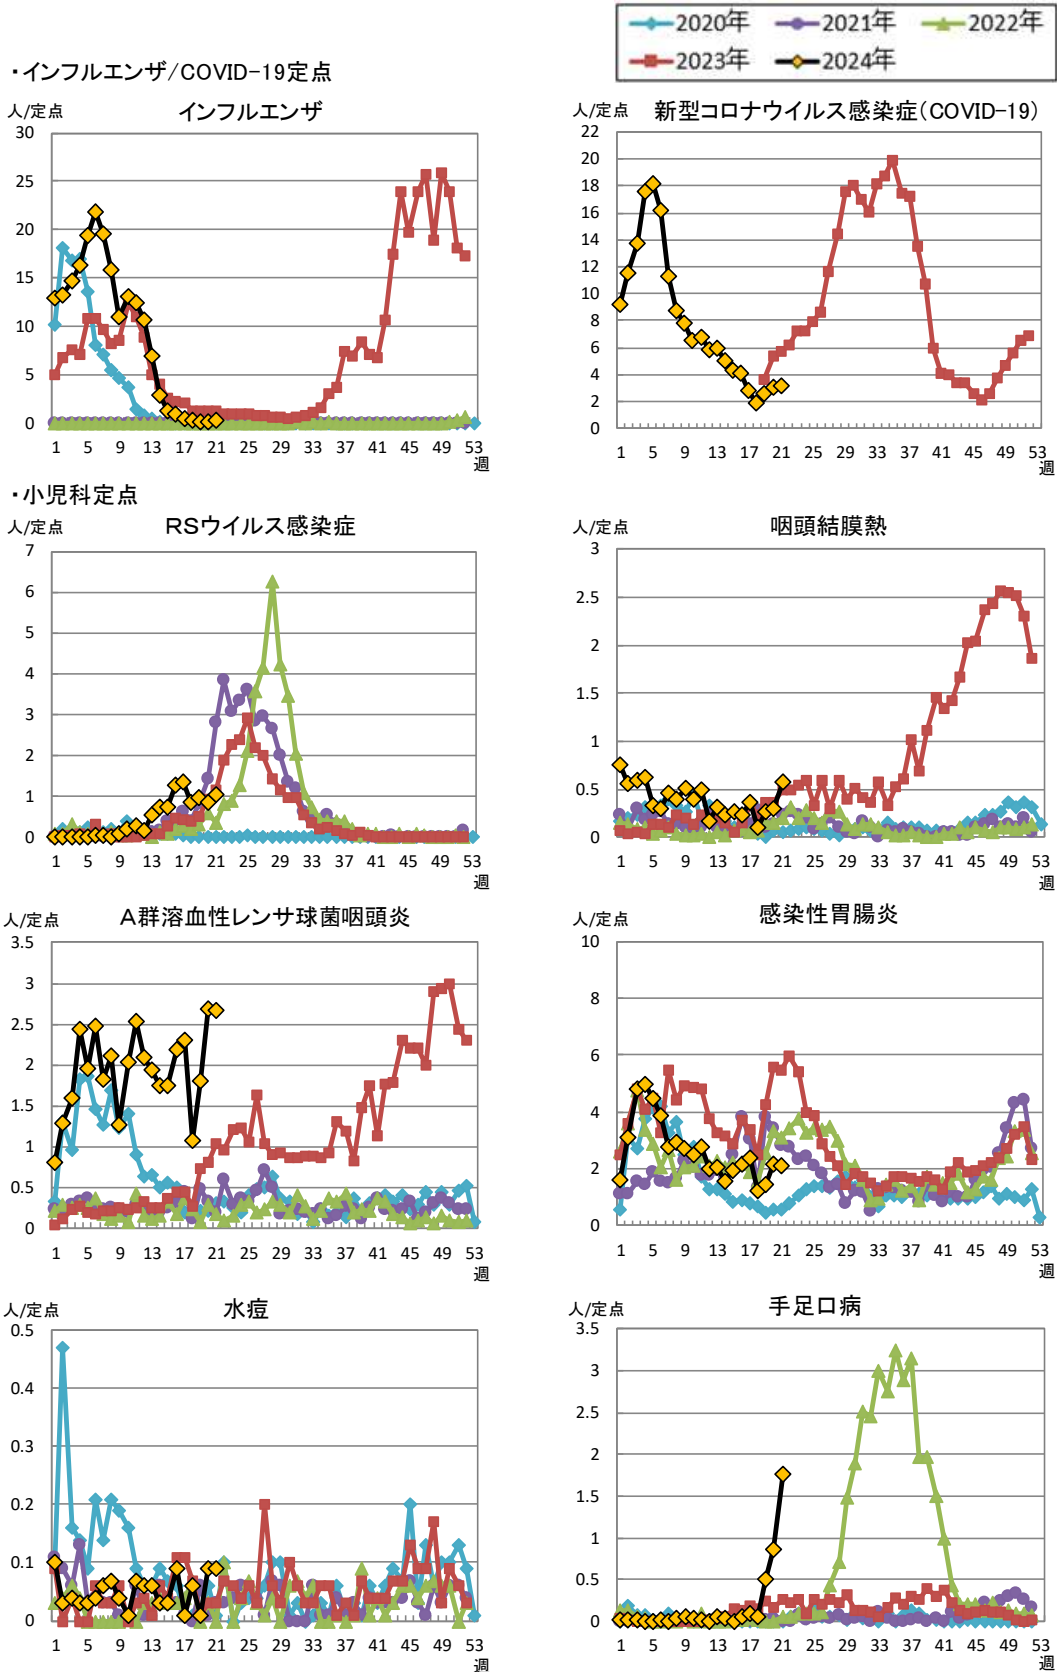 2020年 2021年 2022年
2023年 2024年
・インフルエンザ/COVID-19定点
人/定点 インフルエンザ
30
25
20
15
10
5
0
1 5 9 13 17 21 25 29 33 37 41 45 49 53
週
人/定点 新型コロナウイルス感染症(COVID-19)
22
20
18
16
14
12
10
8
6
4
2
0
1 5 9 13 17 21 25 29 33 37 41 45 49 53
週
・小児科定点
人/定点 RSウイルス感染症
7
6
5
4
3
2
1
0
1 5 9 13 17 21 25 29 33 37 41 45 49 53
週
人/定点 咽頭結膜熱
3
2.5
2
1.5
1
0.5
0
1 5 9 13 17 21 25 29 33 37 41 45 49 53
週
人/定点 A群溶血性レンサ球菌咽頭炎
3.5
3
2.5
2
1.5
1
0.5
0
1 5 9 13 17 21 25 29 33 37 41 45 49 53
週
人/定点 感染性胃腸炎
10
8
6
4
2
0
1 5 9 13 17 21 25 29 33 37 41 45 49 53
週
人/定点 水痘
0.5
0.4
0.3
0.2
0.1
0
1 5 9 13 17 21 25 29 33 37 41 45 49 53
週
人/定点 手足口病
3.5
3
2.5
2
1.5
1
0.5
0
1 5 9 13 17 21 25 29 33 37 41 45 49 53
週